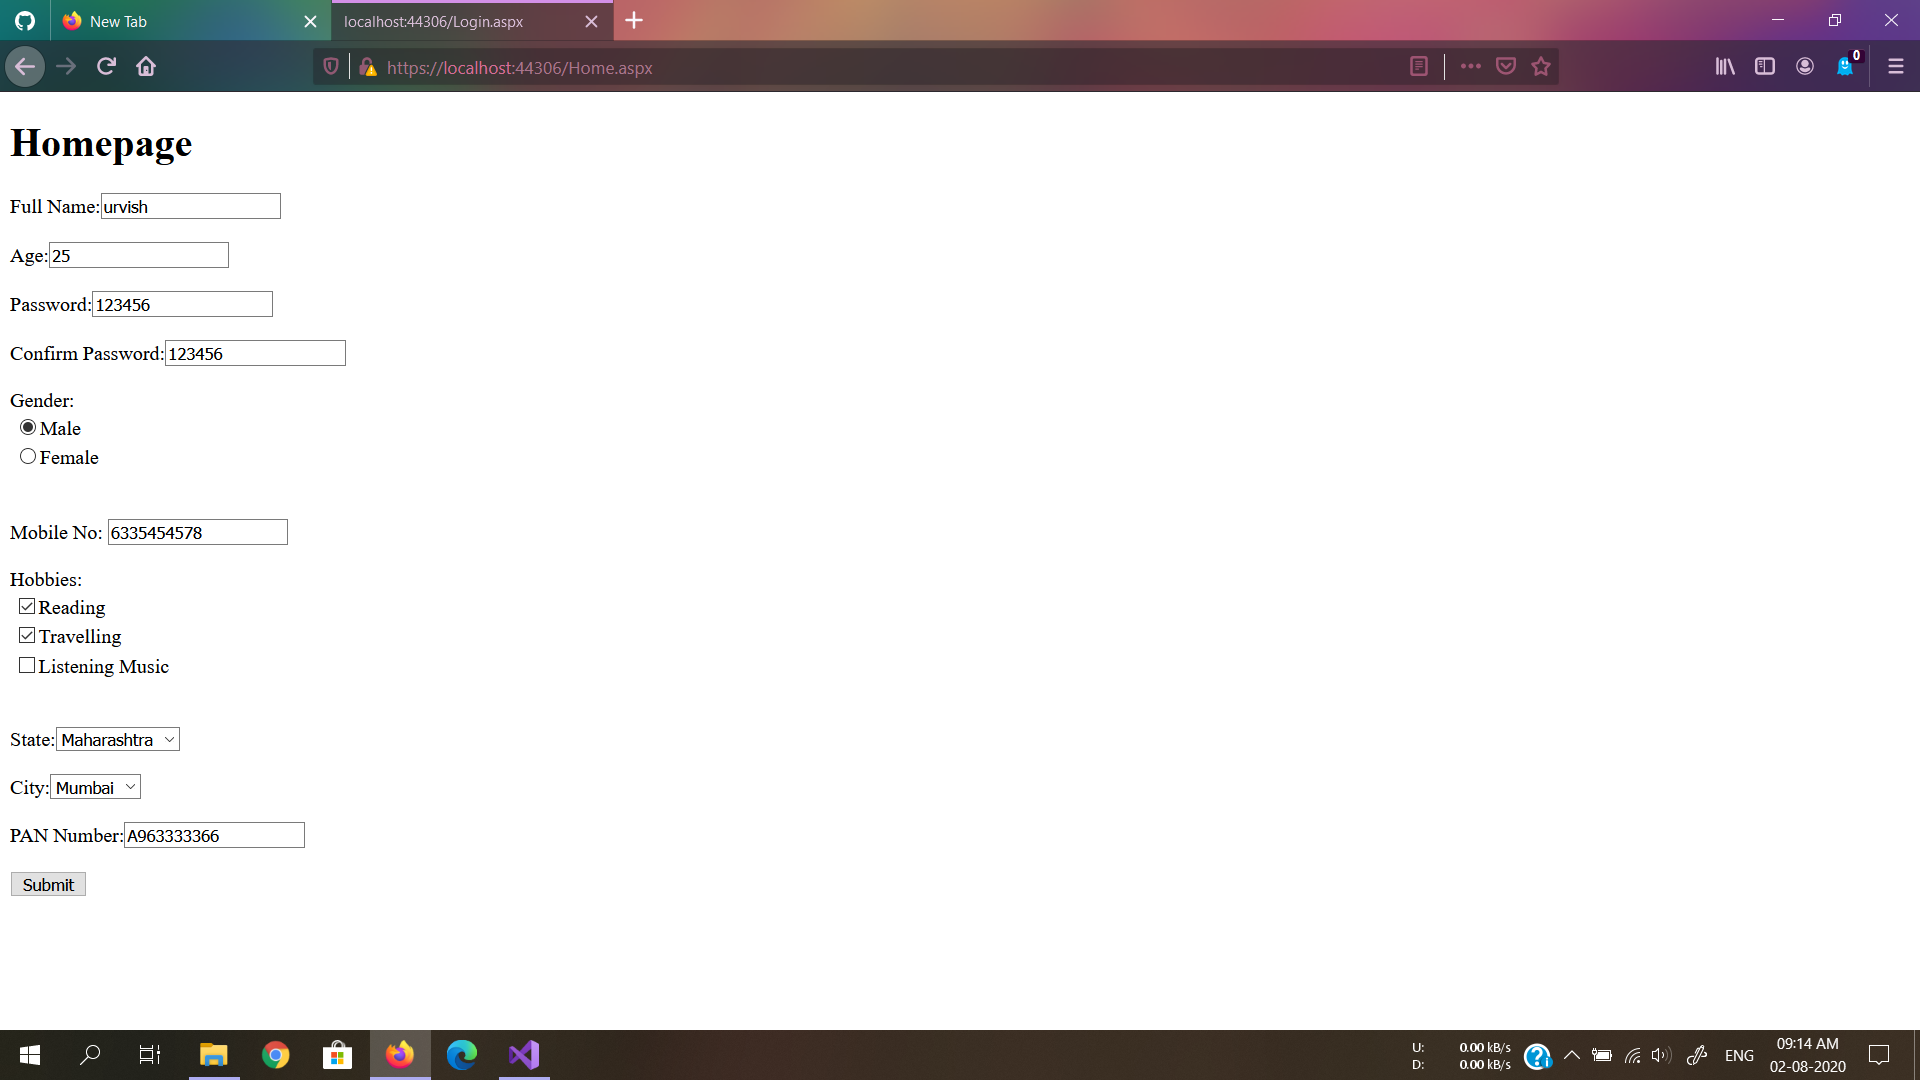 New Tab
localhost:44306/Login.aspx
https://localhost:44306/Home.aspx
0
Homepage
Full Name:urvish
Age:25
Password:123456
Confirm Password:123456
Gender:
Male
Female
Mobile No: 6335454578
Hobbies:
Reading
Travelling
Listening Music
State:Maharashtra
City:Mumbai
PAN Number:A963333366
Submit
U: 0.00 kB/s
D: 0.00 kB/s
ENG
09:14 AM
02-08-2020